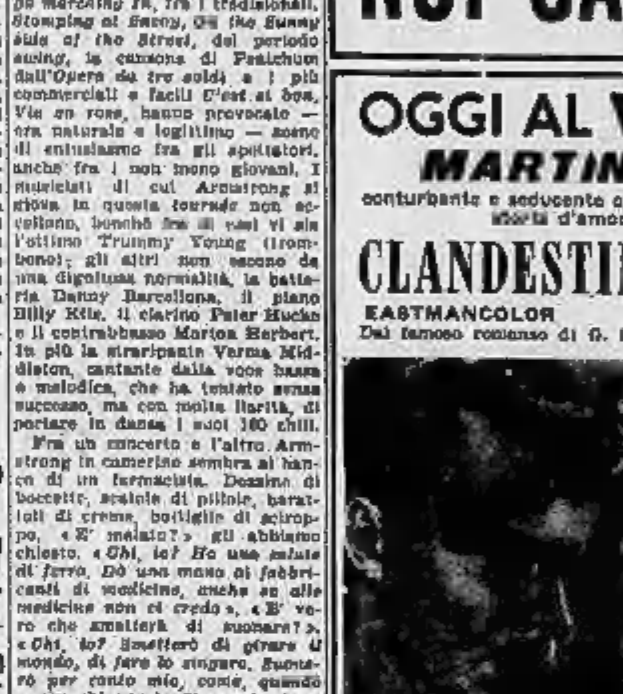 Stomping at Savoy, On the Sunny
side of the Street, del periodo
swing, la canzone di Peachum
dall'Opera da tre soldi e i più
commerciali e facili C'est si bon,
Vie en rose, hanno provocato —
era naturale e legittimo — scene
di entusiasmo fra gli spettatori,
anche fra i non meno giovani. I
musicisti di cui Armstrong si
giova in questa tournée non ec-
cellono, benchè fra di essi vi sia
l'ottimo Trummy Young (trom-
bone); gli altri non escono da
una dignitosa normalità, la batte-
ria Danny Barcellona, il piano
Billy Kile, il clarino Peter Hucke
e il contrabbasso Morton Herbert.
In più la straripante Verma Mid-
dleton, cantante dalla voce bassa
e melodica, che ha tentato senza
successo, ma con molta ilarità, di
portare in danza i suoi 100 chili.
Fra un concerto e l'altro Arm-
strong in camerino sembra al ban-
co di un farmacista. Dozzine di
boccette, scatole di pillole, barat-
toli di crema, bottiglie di scirop-
po. « E' malato? » gli abbiamo
chiesto. « Chi, io? Ho una salute
di ferro. Dò una mano ai fabbri-
canti di medicine, anche se alle
medicine non ci credo ». « E' ve-
ro che smetterà di suonare? ».
« Chi, io? Smetterò di girare il
mondo, di fare lo zingaro. Suone-
rò per conto mio, come, quando
OGGI AL
MARTIN
conturbante e seducente
storia d'amo
CLANDESTI
EASTMANCOLOR
Dal famoso romanzo di G.